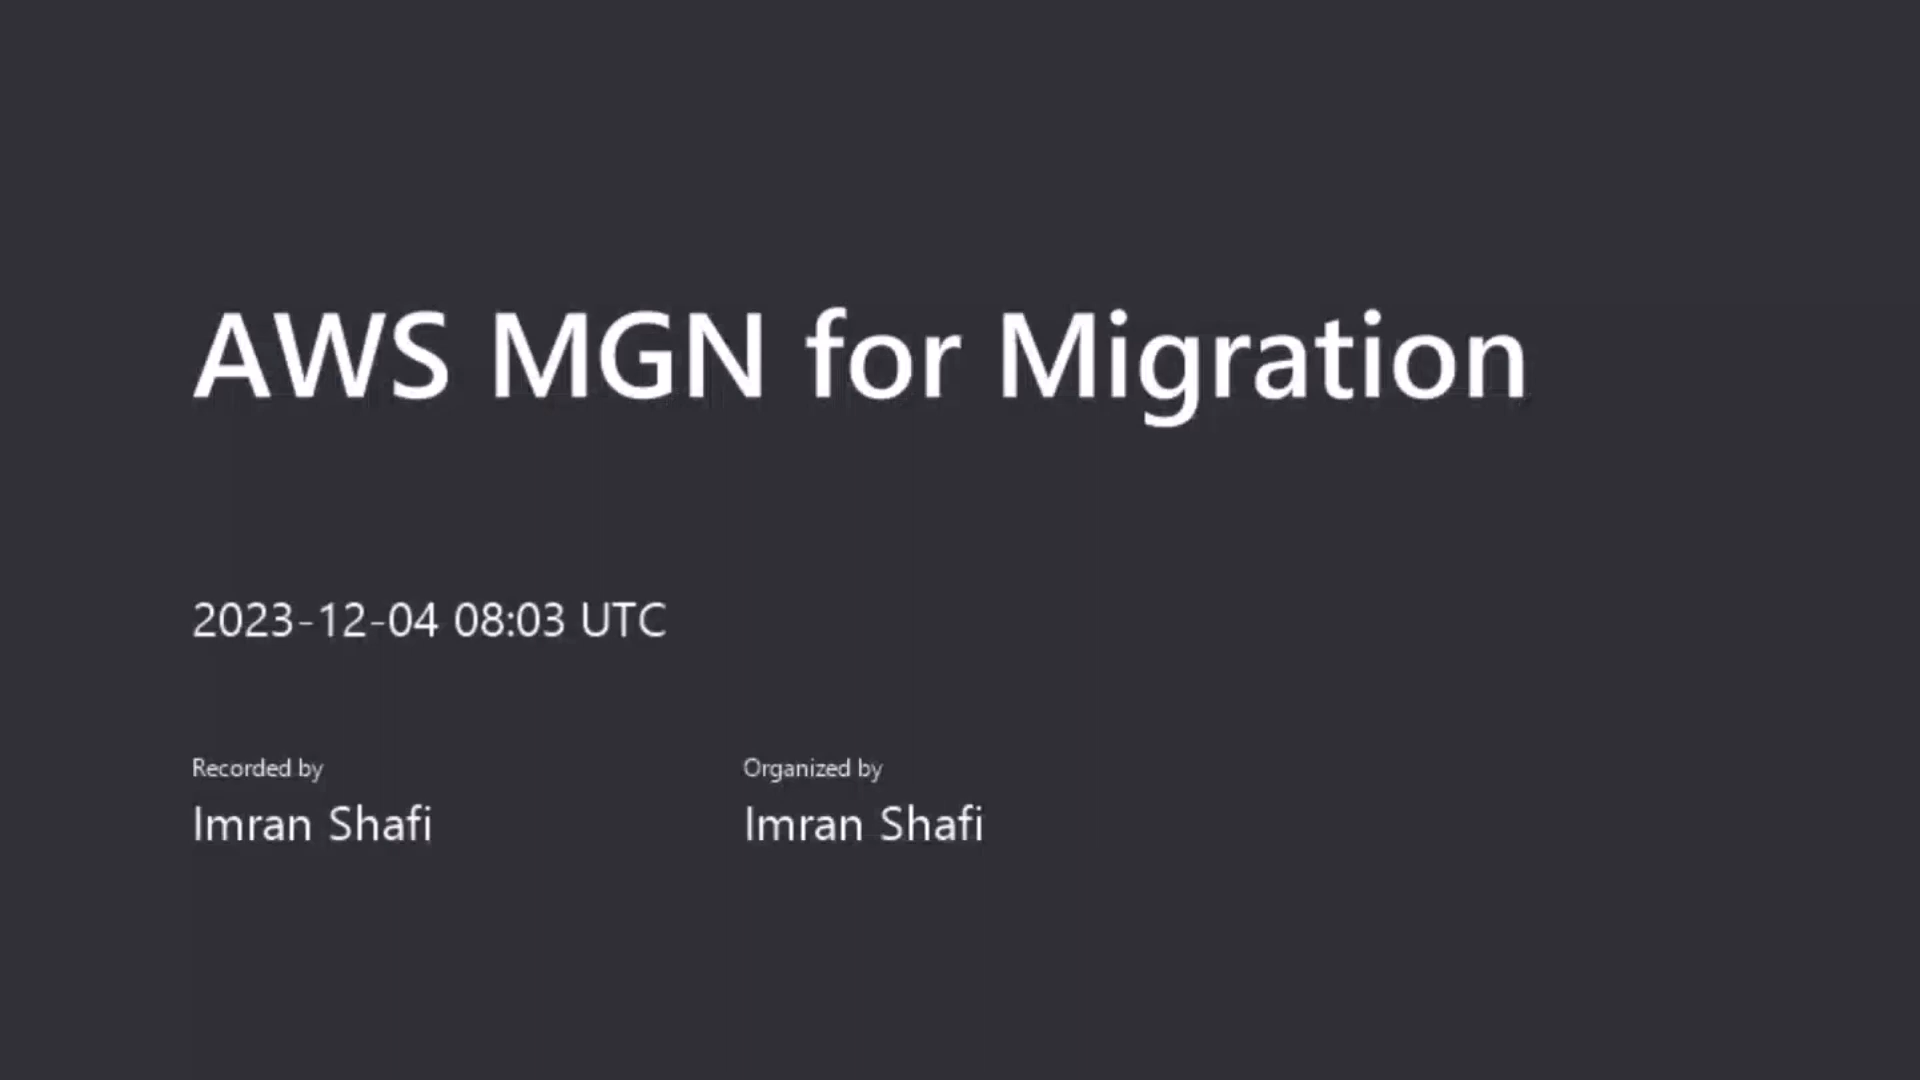 AWS MGN for Migration
2023-12-04 08:03 UTC
Recorded by
Imran Shafi
Organized by
Imran Shafi